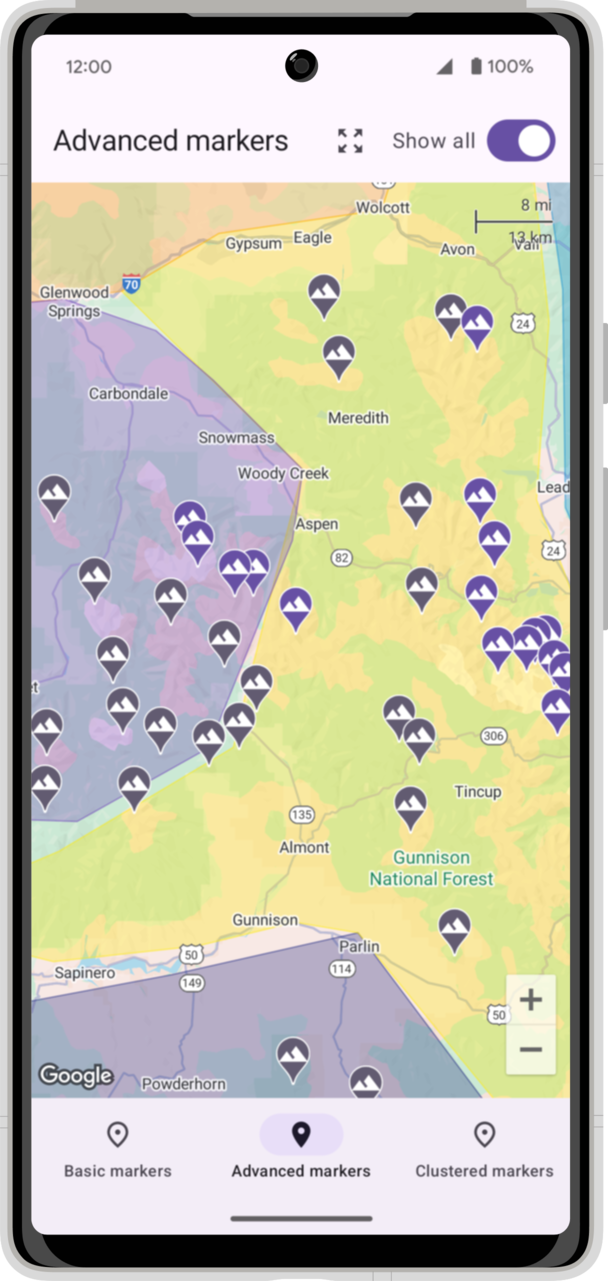 12:00
100%
Advanced markers
Show all
Wolcott
8 mi
13 km
Gypsum
Eagle
Avon
Vail
70
Glenwood
Springs
24
Carbondale
Meredith
Snowmass
Woody Creek
Lead
Aspen
82
24
et
306
Tincup
135
Almont
Gunnison
National Forest
Gunnison
Parlin
50
114
Sapinero
149
50
+
−
Google
Powderhorn
Basic markers
Advanced markers
Clustered markers